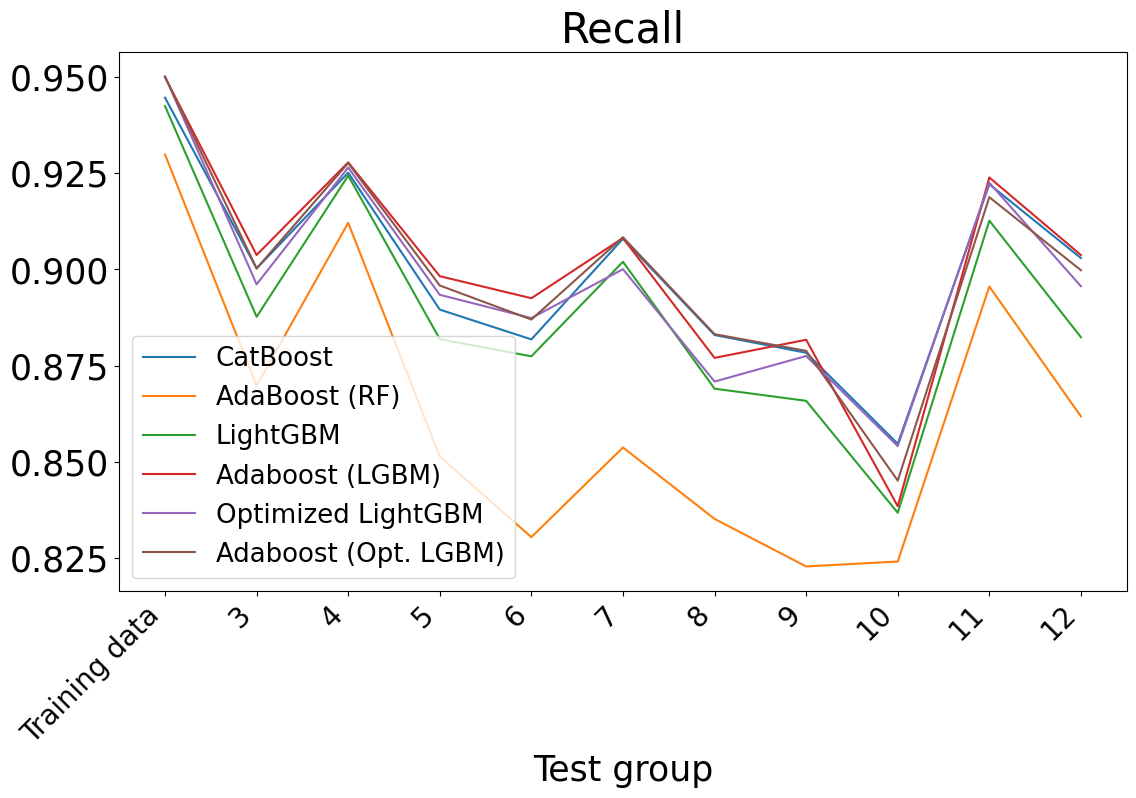 Recall
0.950
0.925
0.900
0.875
0.850
0.825
CatBoost
AdaBoost (RF)
LightGBM
Adaboost (LGBM)
Optimized LightGBM
Adaboost (Opt. LGBM)
Training data
3
4
5
6
7
8
9
10
11
12
Test group